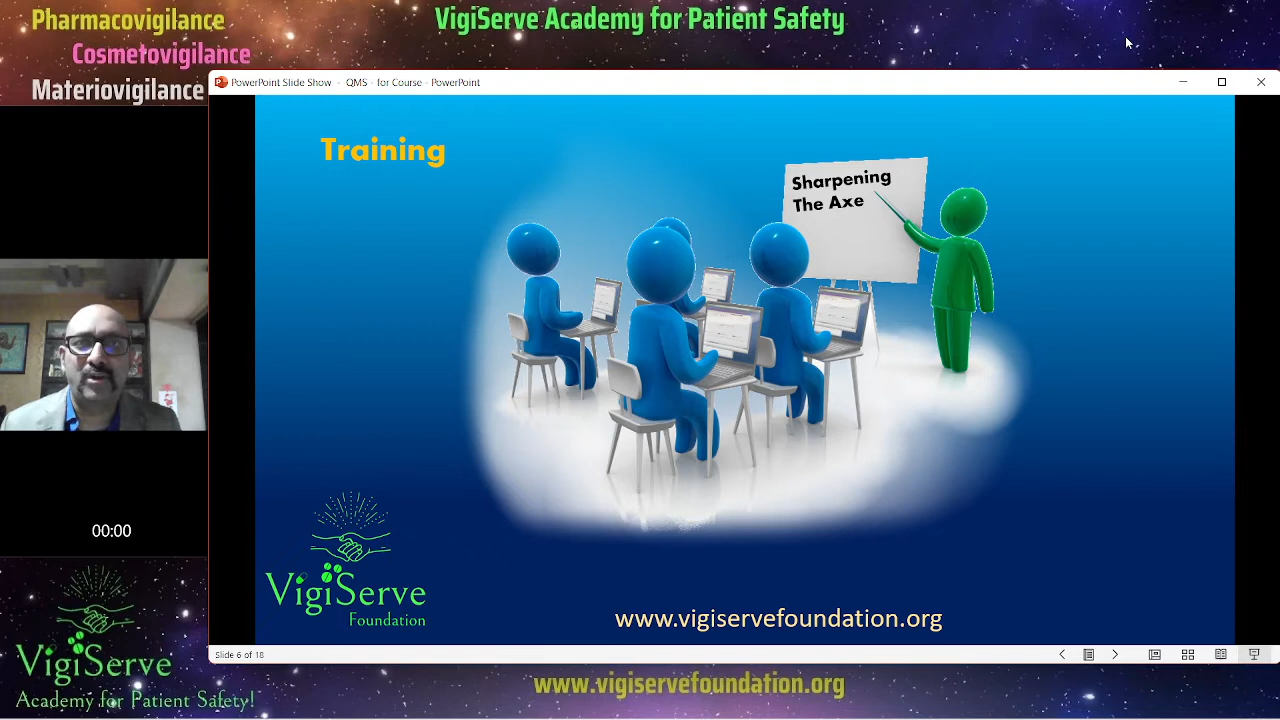 Pharmacovigilance
Cosmetovigilance
Materiovigilance
VigiServe Academy for Patient Safety
PowerPoint Slide Show - QMS - for Course - PowerPoint
Training
Sharpening
The Axe
00:00
VigiServe
Foundation
www.vigiservefoundation.org
Slide 6 of 18
VigiServe
Academy for Patient Safety!
www.vigiservefoundation.org